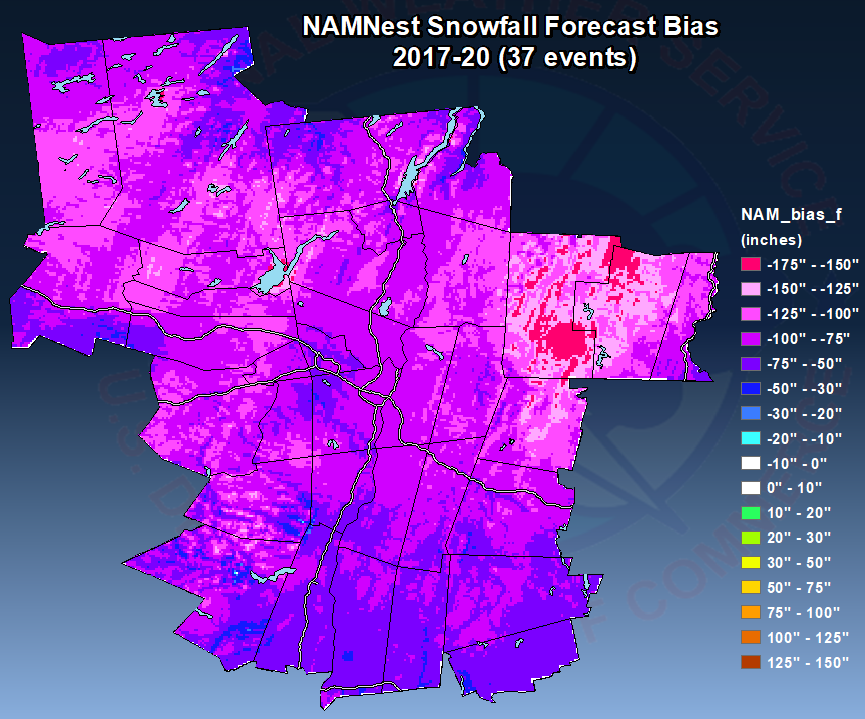 NAMNest Snowfall Forecast Bias
2017-20 (37 events)
NAM_bias_f
(inches)
-175" - -150"
-150" - -125"
-125" - -100"
-100" - -75"
-75" - -50"
-50" - -30"
-30" - -20"
-20" - -10"
-10" - 0"
0" - 10"
10" - 20"
20" - 30"
30" - 50"
50" - 75"
75" - 100"
100" - 125"
125" - 150"